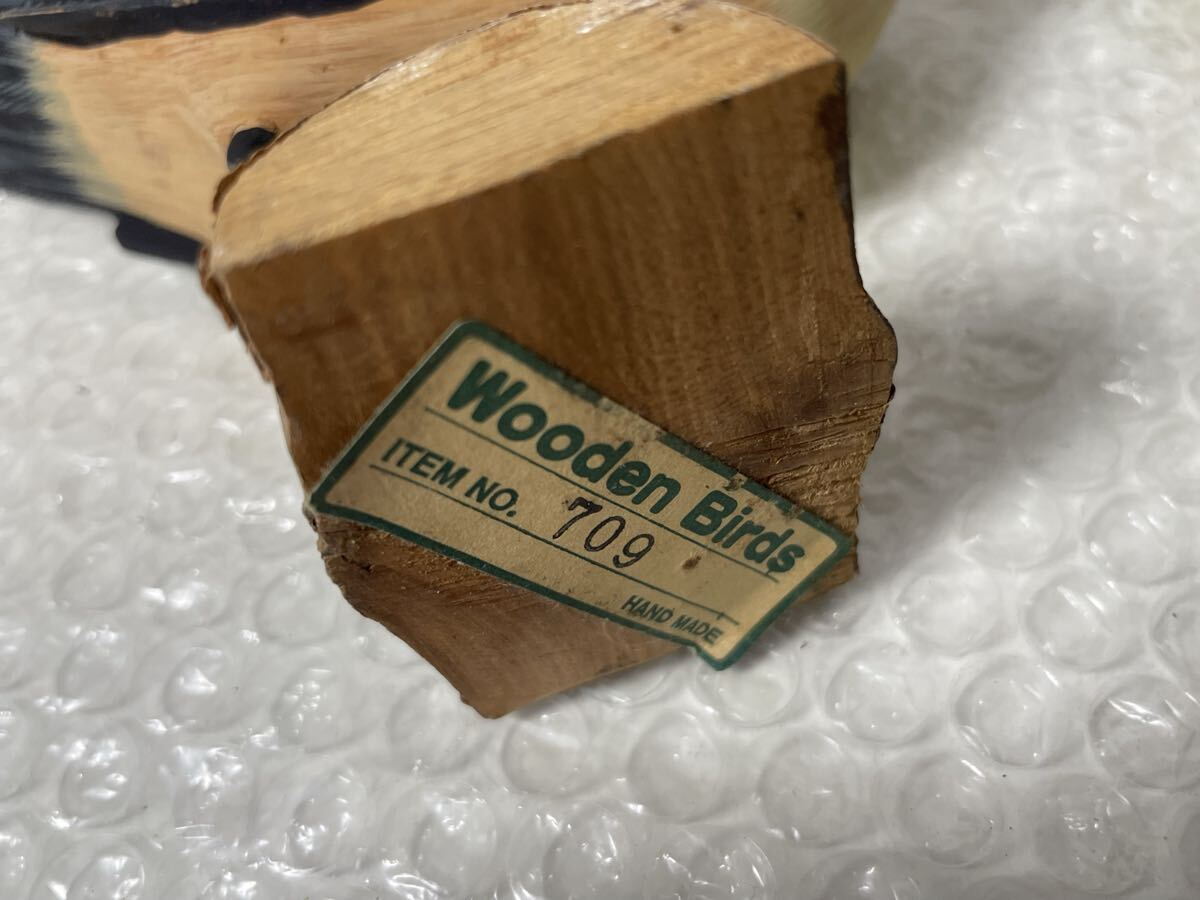 Wooden Birds
ITEM NO. 709
HAND MADE